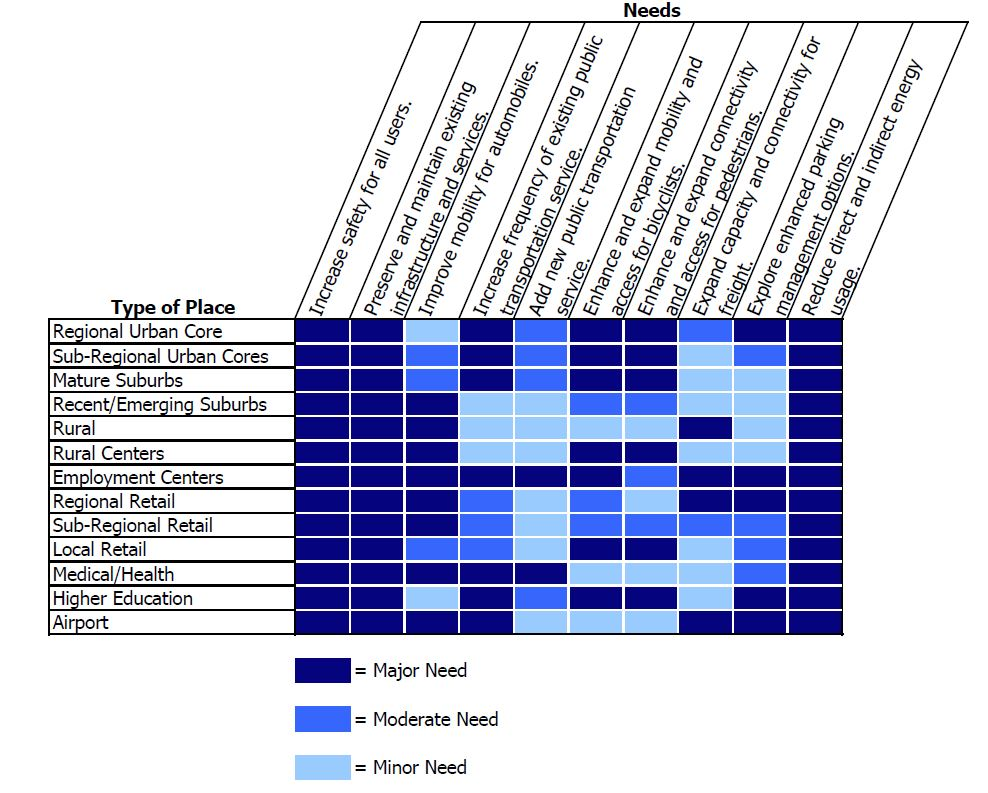 Needs
Increase safety for all users.
Preserve and maintain existing
infrastructure and services.
Improve mobility for automobiles.
Increase frequency of existing public
transportation service.
Add new public transportation
service.
Enhance and expand mobility and
access for bicyclists.
Enhance and expand connectivity
and access for pedestrians.
Expand capacity and connectivity for
freight.
Explore enhanced parking
management options.
Reduce direct and indirect energy
usage.
Type of Place
Regional Urban Core
Sub-Regional Urban Cores
Mature Suburbs
Recent/Emerging Suburbs
Rural
Rural Centers
Employment Centers
Regional Retail
Sub-Regional Retail
Local Retail
Medical/Health
Higher Education
Airport
= Major Need
= Moderate Need
= Minor Need